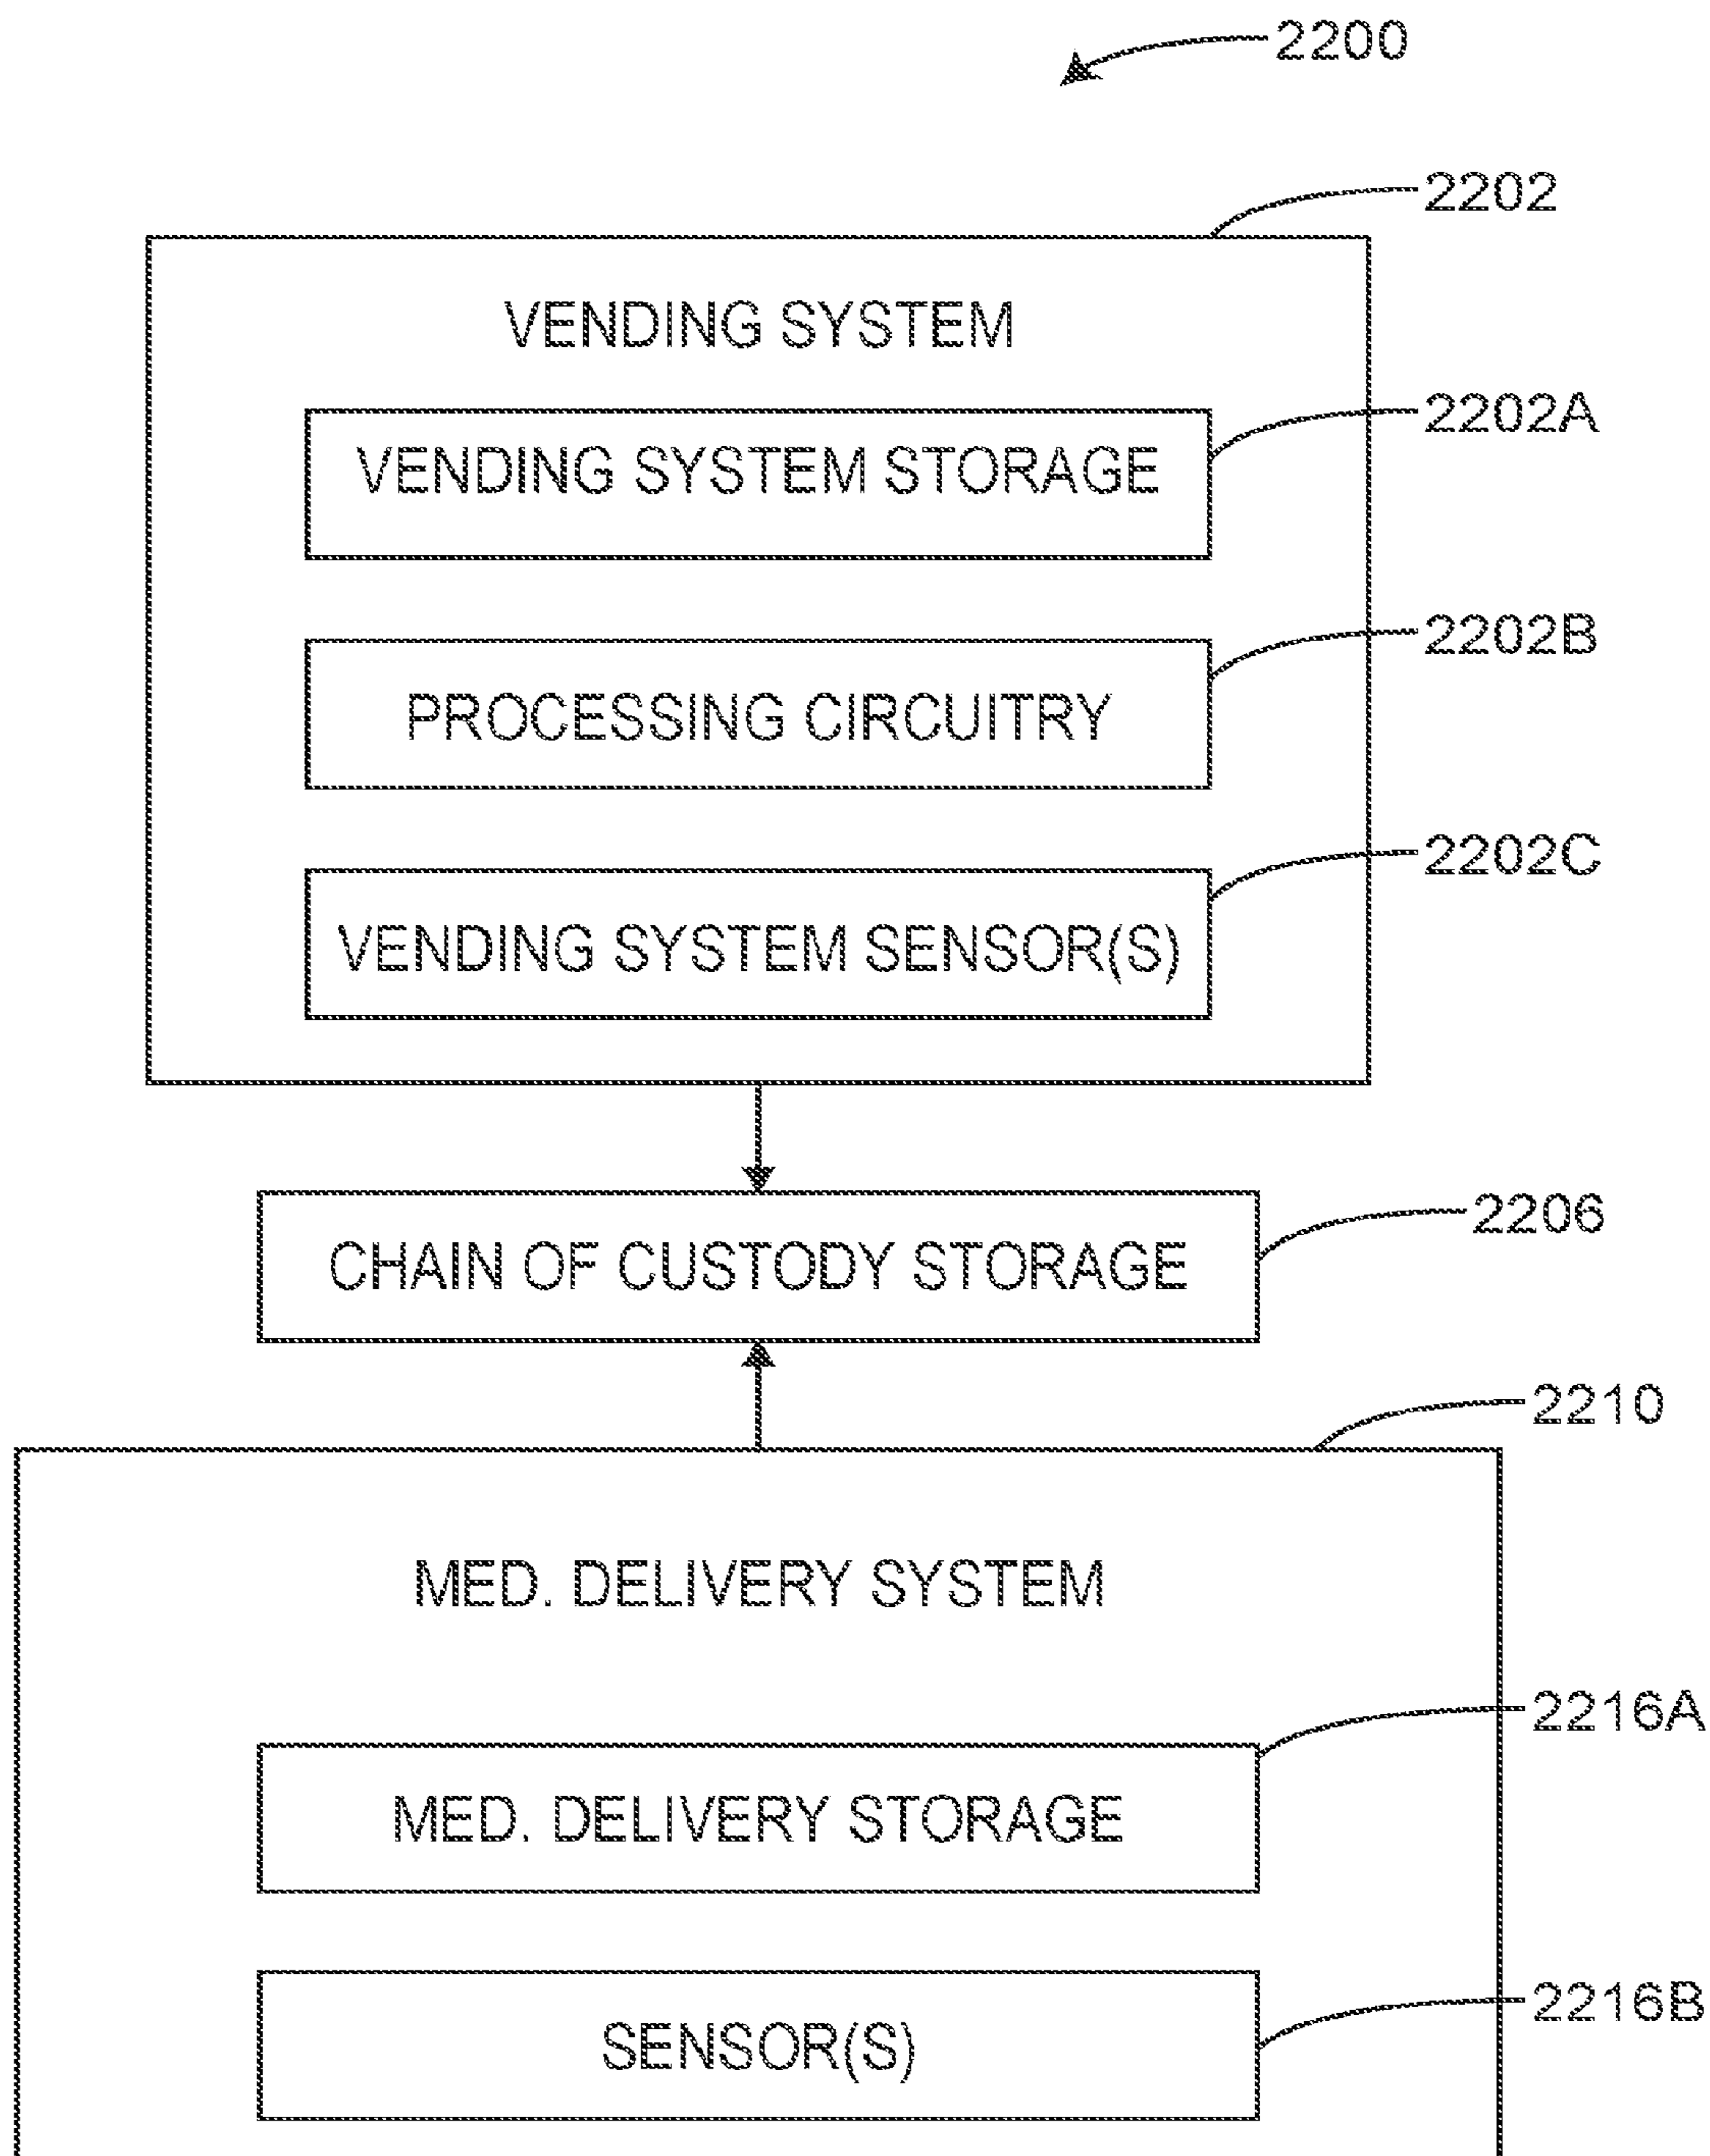 2200
2202
VENDING SYSTEM
2202A
VENDING SYSTEM STORAGE
2202B
PROCESSING CIRCUITRY
2202C
VENDING SYSTEM SENSOR(S)
2206
CHAIN OF CUSTODY STORAGE
2210
MED. DELIVERY SYSTEM
2216A
MED. DELIVERY STORAGE
2216B
SENSOR(S)